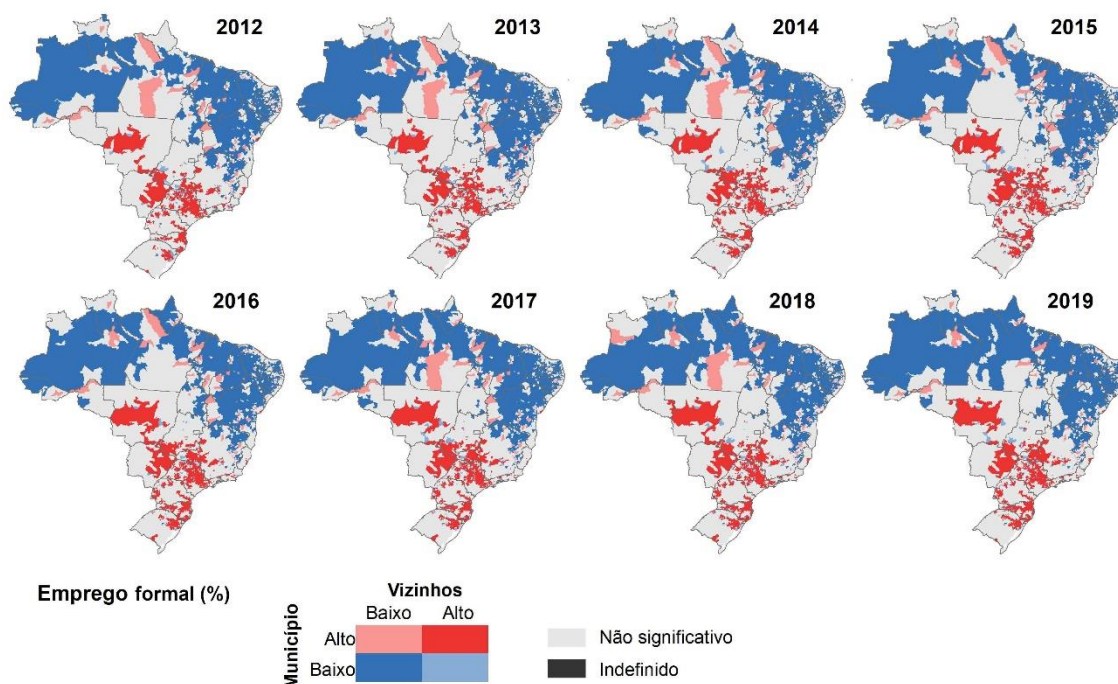 2012
2013
2014
2015
2016
2017
2018
2019
Emprego formal (%)
Vizinhos
Baixo Alto
Município
Alto
Baixo
Não significativo
Indefinido